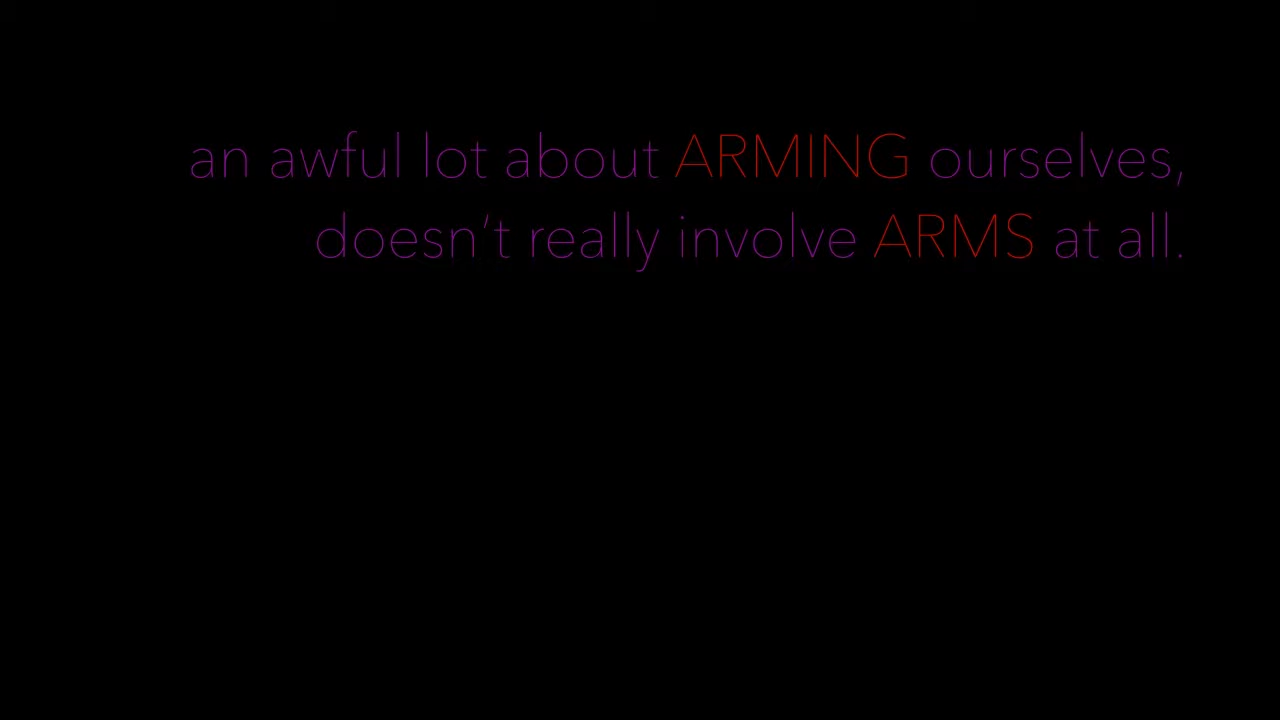 an awful lot about ARMING ourselves,
doesn’t really involve ARMS at all.